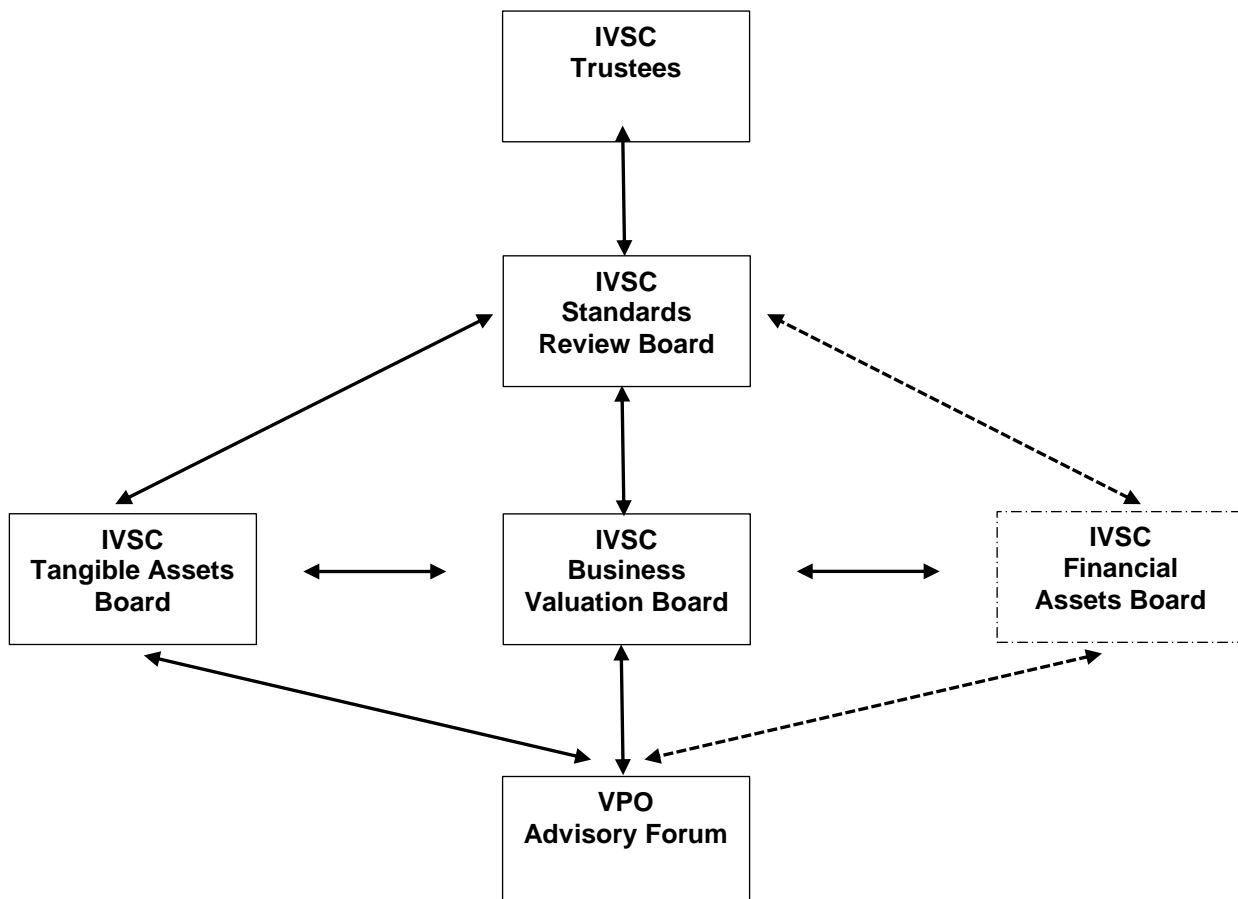 IVSC
Trustees
IVSC
Standards
Review Board
IVSC
Tangible Assets
Board
IVSC
Business
Valuation Board
IVSC
Financial
Assets Board
VPO
Advisory Forum